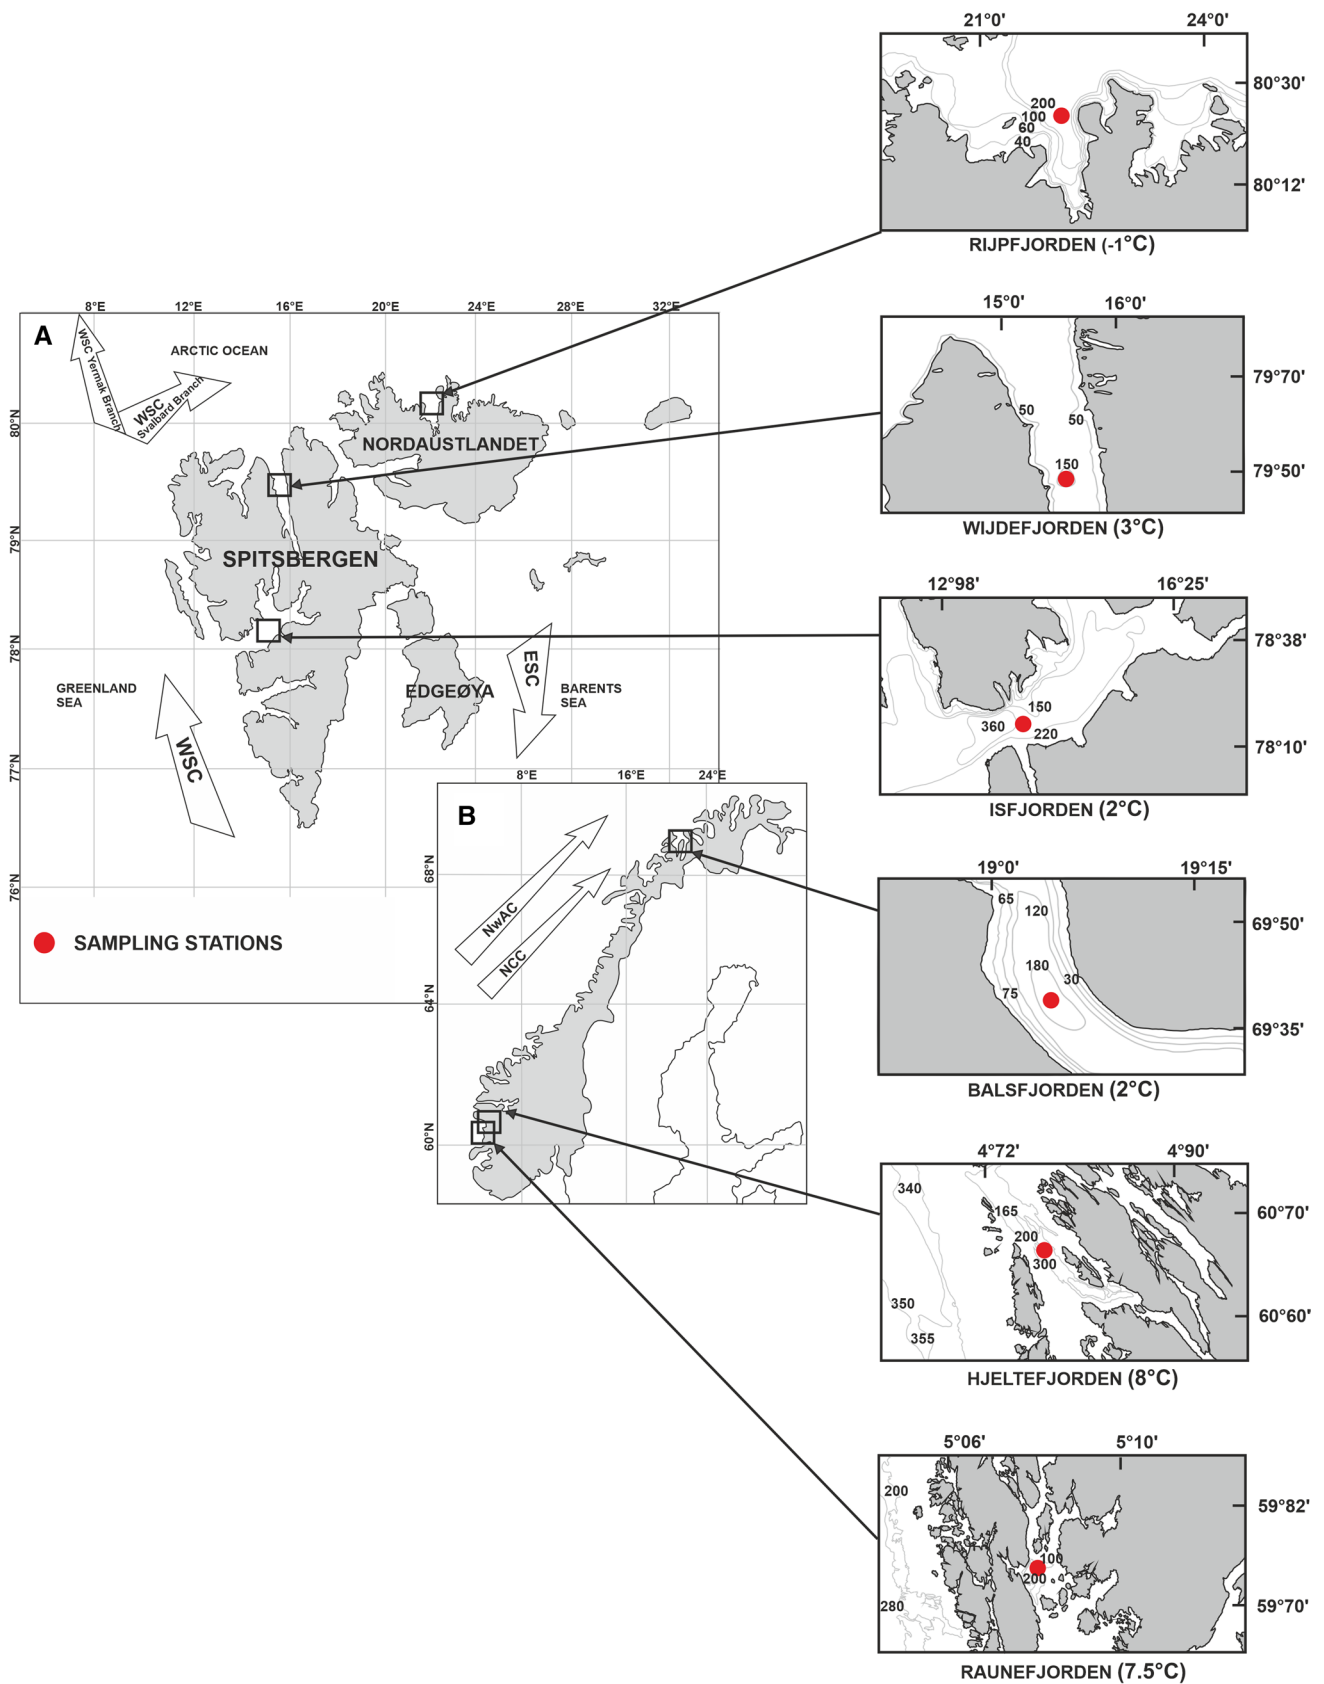 21°0' 24°0'
80°30'
200
100
60
40
80°12'
RIJPFJORDEN (-1°C)
15°0' 16°0'
79°70'
50
50
150
79°50'
WIJDEFJORDEN (3°C)
12°98' 16°25'
78°38'
150
360
220
78°10'
ISFJORDEN (2°C)
19°0' 19°15'
65
120
69°50'
180
30
75
69°35'
BALSFJORDEN (2°C)
4°72' 4°90'
340
165
60°70'
200
300
350
355
60°60'
HJELTEFJORDEN (8°C)
5°06' 5°10'
200
59°82'
100
200
280
59°70'
RAUNEFJORDEN (7.5°C)
8°E 12°E 16°E 20°E 24°E 28°E 32°E
A
WSC Yermak Branch
WSC
Svalbard Branch
ARCTIC OCEAN
80°N
NORDAUSTLANDET
79°N
SPITSBERGEN
78°N
GREENLAND
SEA
EDGEØYA
ESC
BARENTS
SEA
WSC
77°N
76°N
SAMPLING STATIONS
8°E 16°E 24°E
B
68°N
NwAC
NCC
64°N
60°N